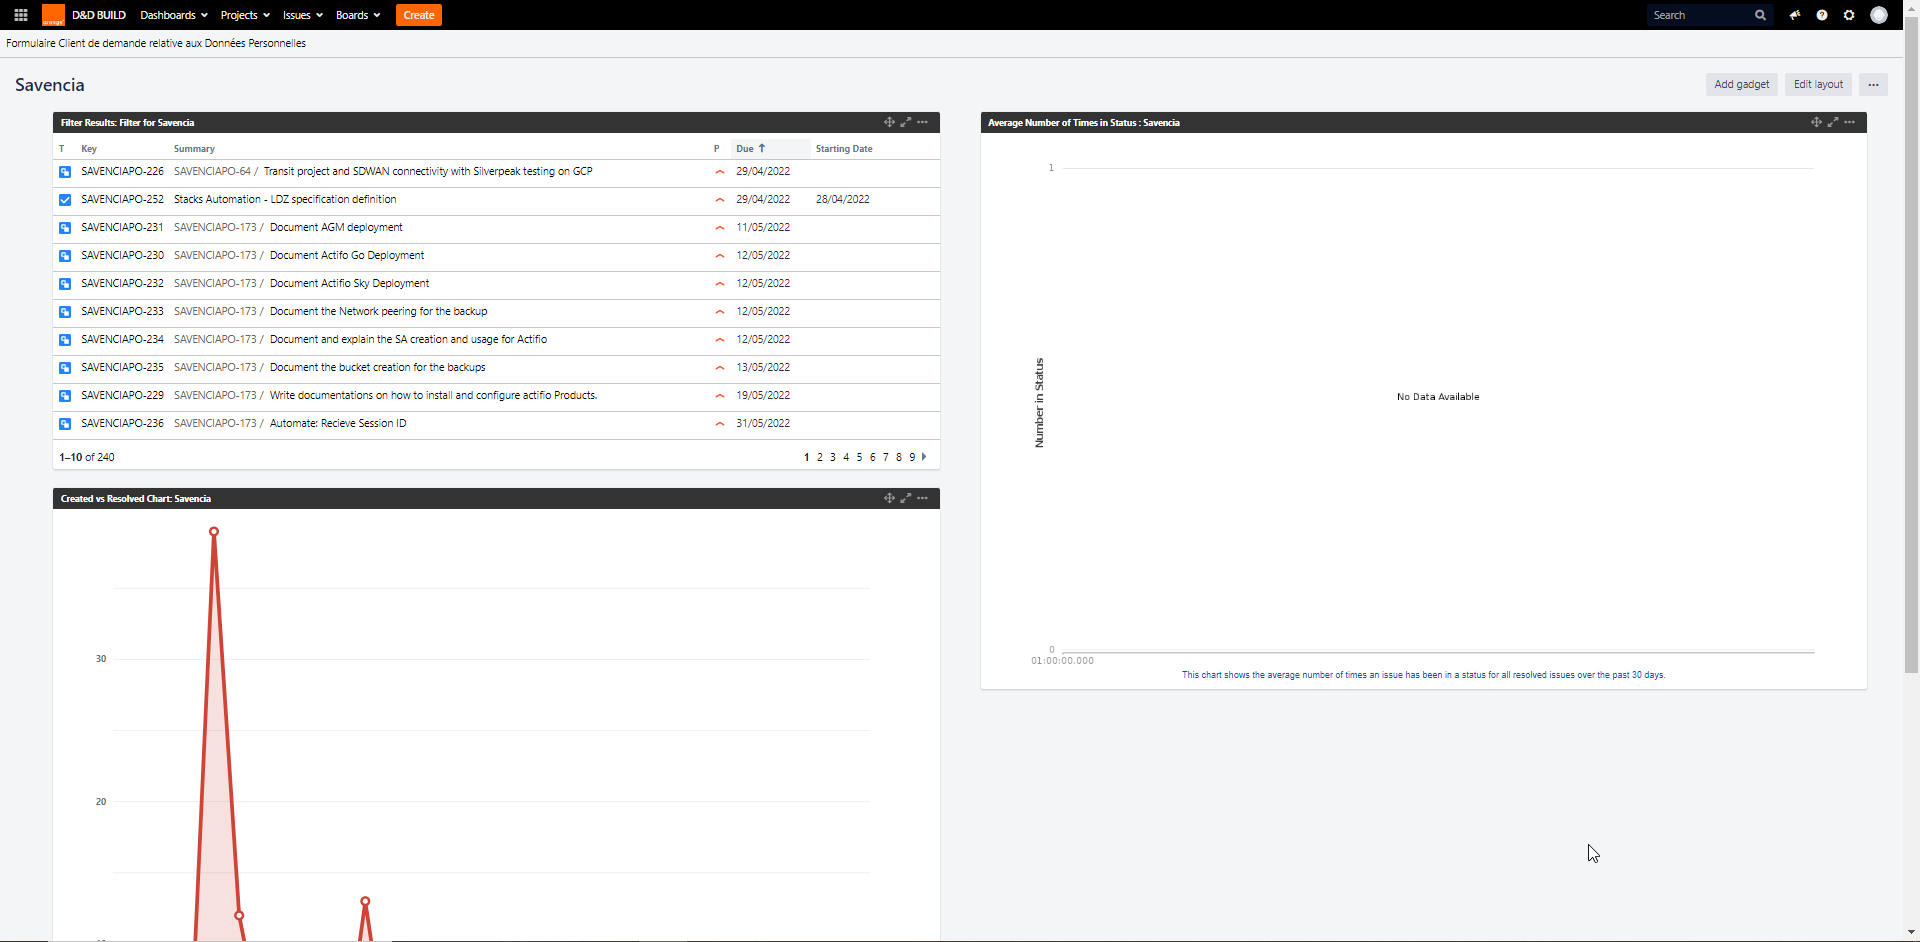 D&D BUILD Dashboards Projects Issues Boards Create Search
Formulaire Client de demande relative aux Données Personnelles
Savencia
Add gadget Edit layout ...
Filter Results: Filter for Savencia
T Key Summary P Due ↑ Starting Date
SAVENCIAPO-226 SAVENCIAPO-64 / Transit project and SDWAN connectivity with Silverpeak testing on GCP 29/04/2022
SAVENCIAPO-252 Stacks Automation - LDZ specification definition 29/04/2022 28/04/2022
SAVENCIAPO-231 SAVENCIAPO-173 / Document AGM deployment 11/05/2022
SAVENCIAPO-230 SAVENCIAPO-173 / Document Actifo Go Deployment 12/05/2022
SAVENCIAPO-232 SAVENCIAPO-173 / Document Actifio Sky Deployment 12/05/2022
SAVENCIAPO-233 SAVENCIAPO-173 / Document the Network peering for the backup 12/05/2022
SAVENCIAPO-234 SAVENCIAPO-173 / Document and explain the SA creation and usage for Actifio 12/05/2022
SAVENCIAPO-235 SAVENCIAPO-173 / Document the bucket creation for the backups 13/05/2022
SAVENCIAPO-229 SAVENCIAPO-173 / Write documentations on how to install and configure actifio Products. 19/05/2022
SAVENCIAPO-236 SAVENCIAPO-173 / Automate: Recieve Session ID 31/05/2022
1–10 of 240 1 2 3 4 5 6 7 8 9
Created vs Resolved Chart: Savencia
30
20
Average Number of Times in Status : Savencia
1
Number in Status
No Data Available
0
01:00:00.000
This chart shows the average number of times an issue has been in a status for all resolved issues over the past 30 days.